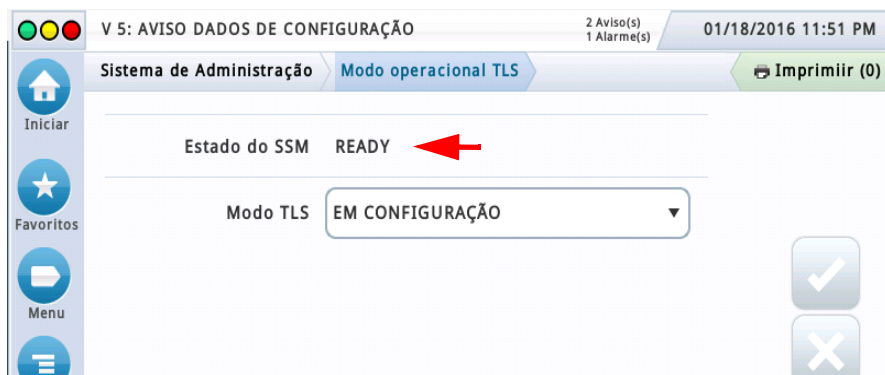 V 5: AVISO DADOS DE CONFIGURAÇÃO
2 Aviso(s)
1 Alarme(s)
01/18/2016 11:51 PM
Sistema de Administração
Modo operacional TLS
Imprimiir (0)
Iniciar
Estado do SSM READY
Modo TLS EM CONFIGURAÇÃO
Favoritos
Menu